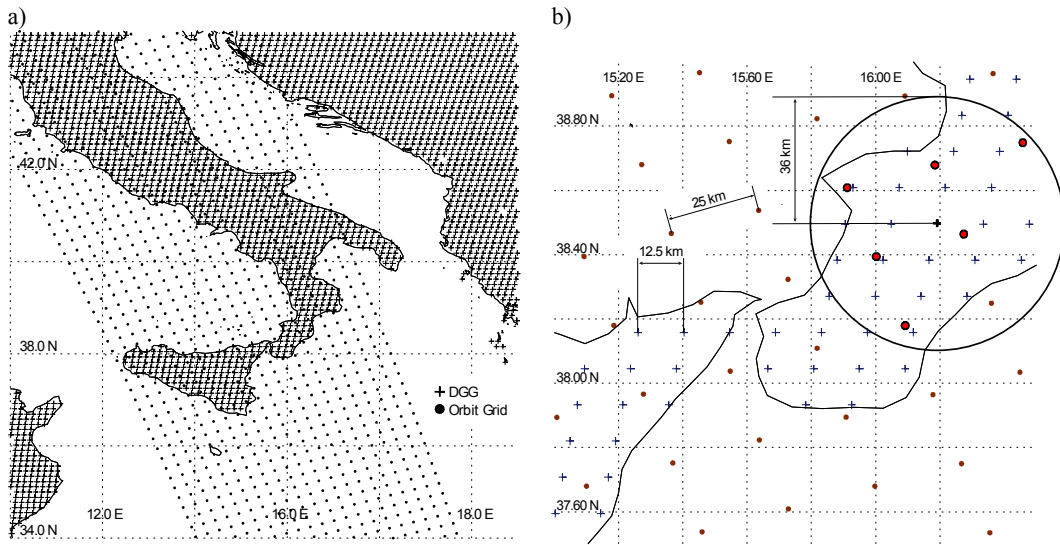 a)
42.0 N
38.0 N
34.0 N
12.0 E
16.0 E
18.0 E
DGG
Orbit Grid
b)
15.20 E
15.60 E
16.00 E
38.80 N
38.40 N
38.00 N
37.60 N
36 km
25 km
12.5 km